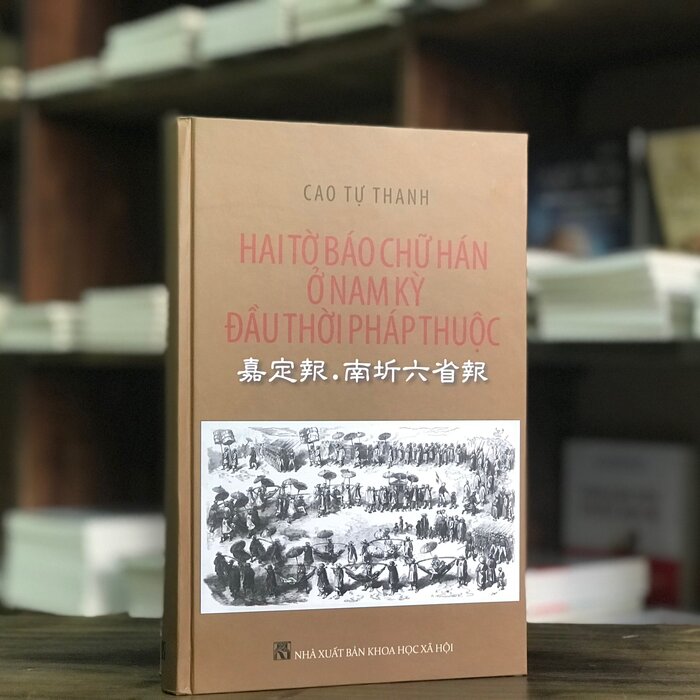 CAO TỰ THANH
HAI TỜ BÁO CHỮ HÁN
Ở NAM KỲ
ĐẦU THỜI PHÁP THUỘC
嘉定報.南圻六省報
NHÀ XUẤT BẢN KHOA HỌC XÃ HỘI